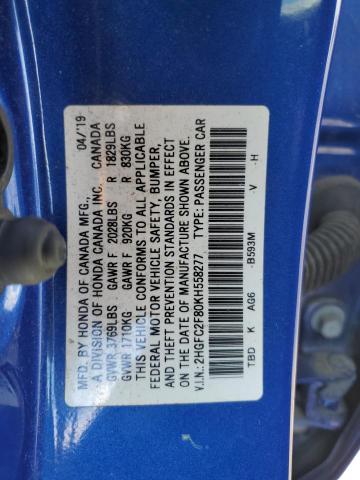 MFD. BY HONDA OF CANADA MFG., 04/'19
A DIVISION OF HONDA CANADA INC. CANADA
GVWR 3769LBS GAWR F 2028LBS R 1829LBS
GVWR 1710KG GAWR F 920KG R 830KG
THIS VEHICLE CONFORMS TO ALL APPLICABLE
FEDERAL MOTOR VEHICLE SAFETY, BUMPER,
AND THEFT PREVENTION STANDARDS IN EFFECT
ON THE DATE OF MANUFACTURE SHOWN ABOVE.
V.I.N.: 2HGFC2F80KH558277 TYPE: PASSENGER CAR
TBD K AG6 -B593M -V -H